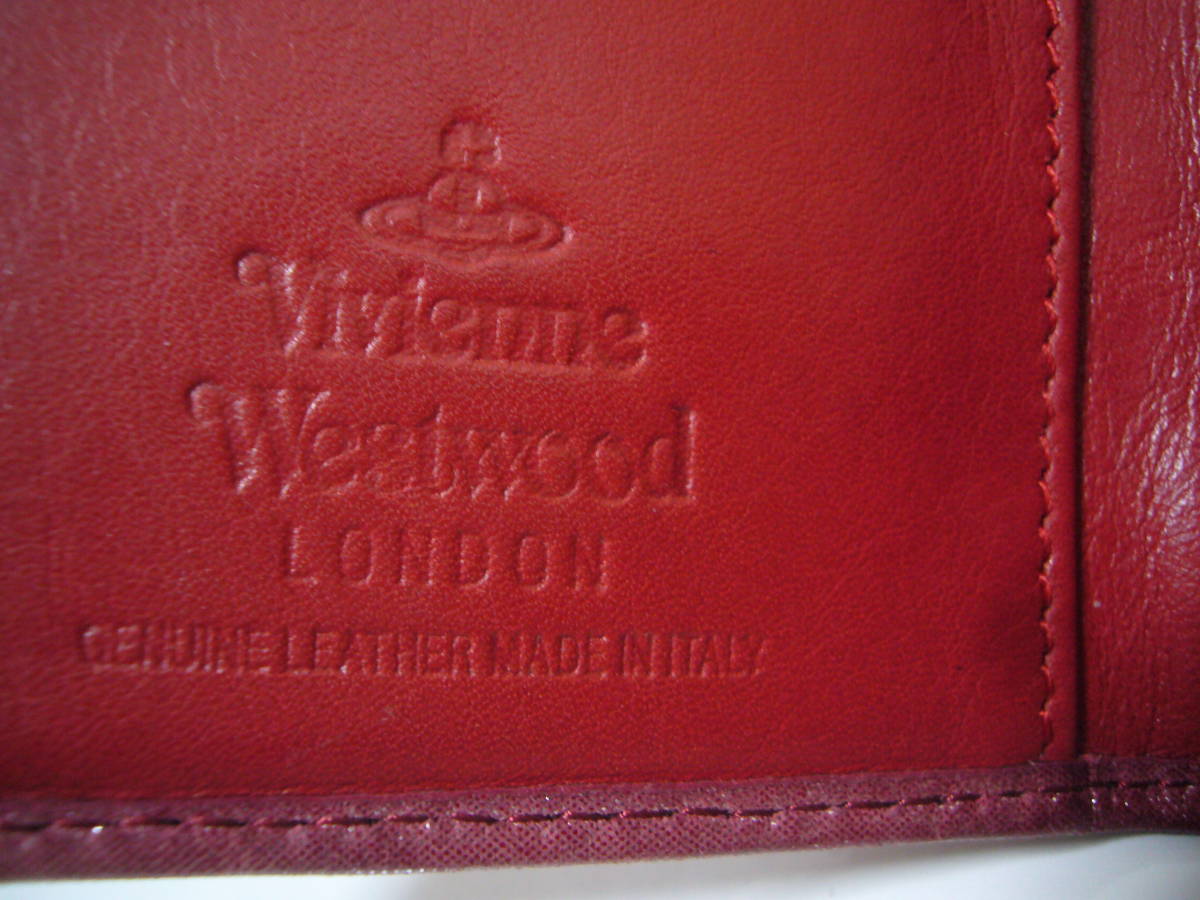 Vivienne
Westwood
LONDON
GENUINE LEATHER MADE IN ITALY